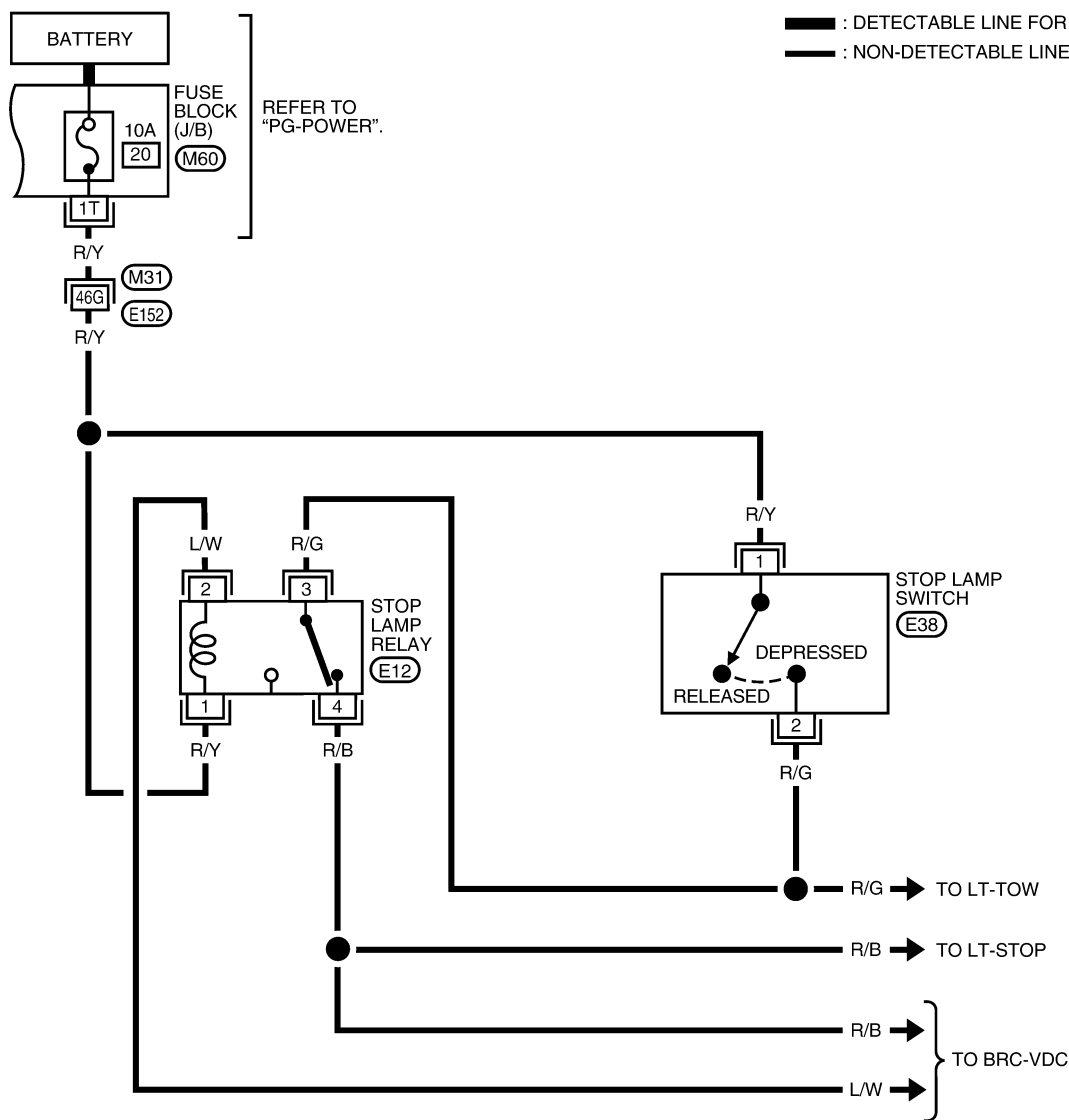 BATTERY
: DETECTABLE LINE FOR
: NON-DETECTABLE LINE
FUSE
BLOCK
(J/B)
M60
10A
20
REFER TO
"PG-POWER".
1T
R/Y
M31
46G
E152
R/Y
R/Y
1
STOP LAMP
SWITCH
E38
DEPRESSED
RELEASED
2
R/G
L/W
R/G
2
3
STOP
LAMP
RELAY
E12
1
4
R/Y
R/B
R/G
TO LT-TOW
R/B
TO LT-STOP
R/B
TO BRC-VDC
L/W